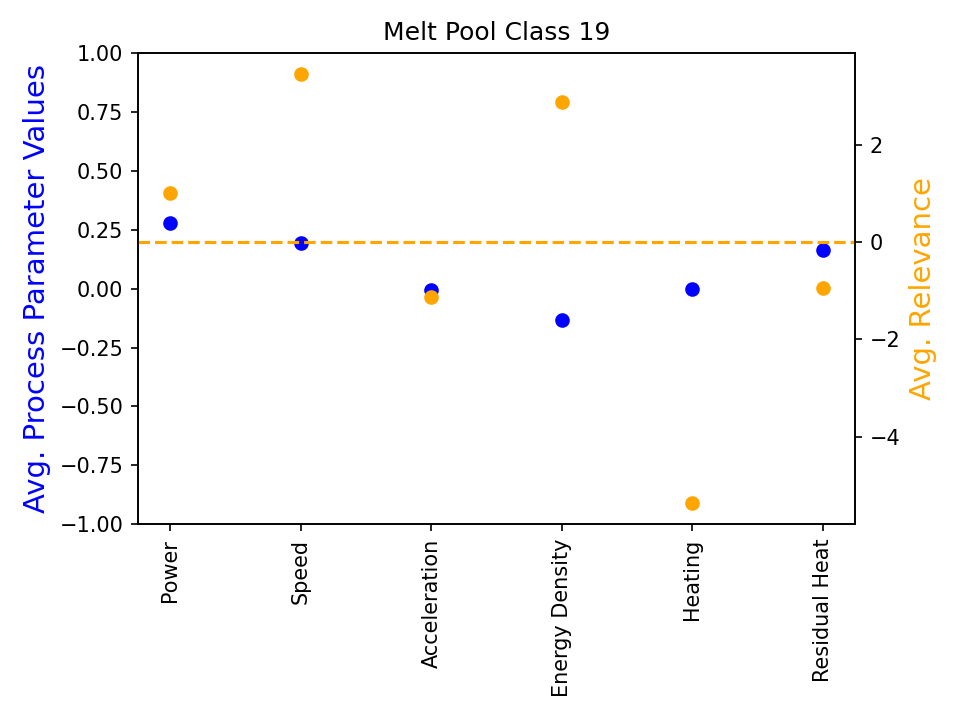 Melt Pool Class 19
Avg. Process Parameter Values
1.00
0.75
0.50
0.25
0.00
−0.25
−0.50
−0.75
−1.00
2
0
−2
−4
Avg. Relevance
Power
Speed
Acceleration
Energy Density
Heating
Residual Heat